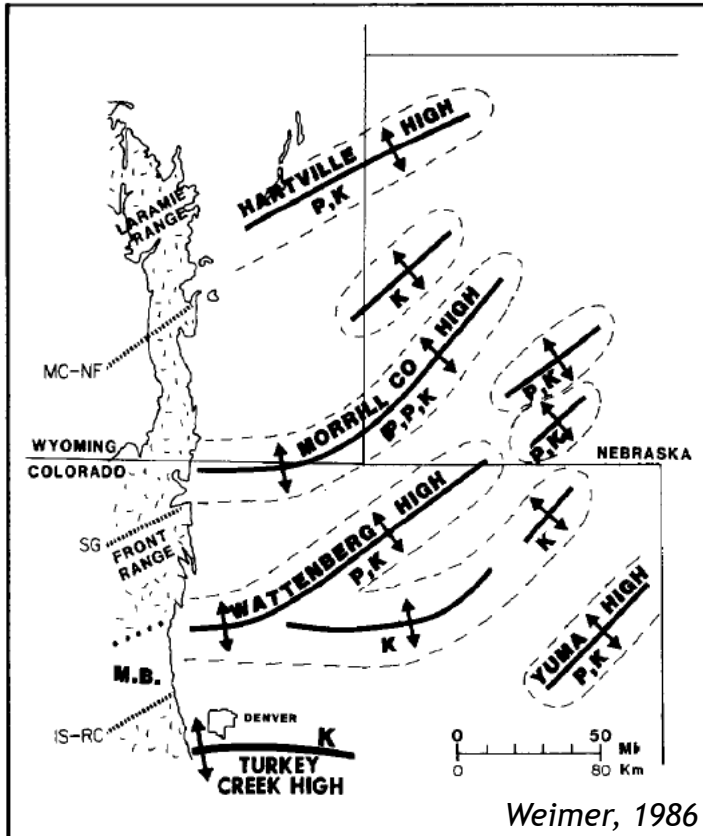 HARTVILLE HIGH
P,K
LARAMIE
RANGE
K
MC-NF
MORRILL CO HIGH
P,P,K
P,K
P,K
WYOMING
COLORADO
NEBRASKA
SG
FRONT
RANGE
WATTENBERG HIGH
P,K
K
K
YUMA HIGH
P,K
M.B.
IS-RC
DENVER
K
TURKEY
CREEK HIGH
0 50
Mi
0 80 Km
Weimer, 1986